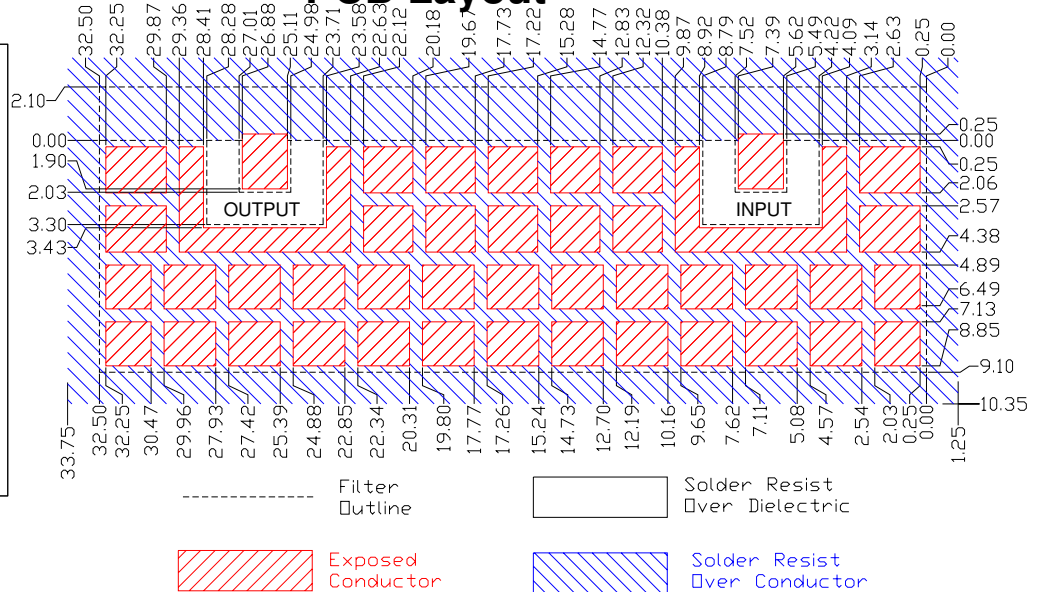 PCB Layout
32.50 32.25 29.87 29.36 28.41 28.28 27.01 26.88 25.11 24.98 23.71 23.58 22.63 22.12 20.18 19.67 17.73 17.22 15.28 14.77 12.83 12.32 10.38 9.87 8.92 8.79 7.52 7.39 5.62 5.49 4.22 4.09 3.14 2.63 0.25 0.00
2.10
0.00
1.90
2.03
3.30
3.43
0.25
0.00
0.25
2.06
2.57
4.38
4.89
6.49
7.13
8.85
9.10
10.35
OUTPUT
INPUT
33.75 32.50 32.25 30.47 29.96 27.93 27.42 25.39 24.88 22.85 22.34 20.31 19.80 17.77 17.26 15.24 14.73 12.70 12.19 10.16 9.65 7.62 7.11 5.08 4.57 2.54 2.03 0.25 0.00 1.25
Filter
Outline
Solder Resist
Over Dielectric
Exposed
Conductor
Solder Resist
Over Conductor